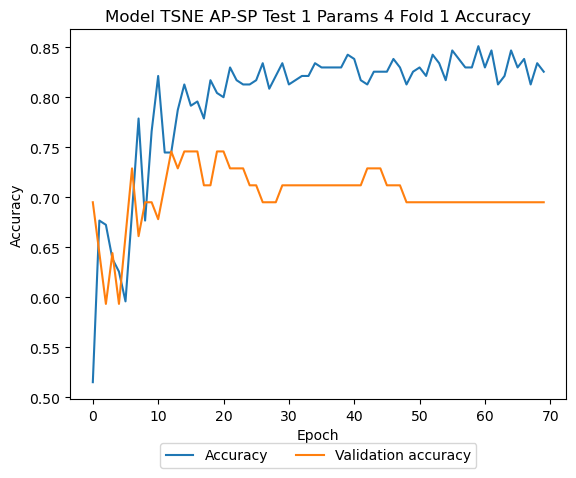 Model TSNE AP-SP Test 1 Params 4 Fold 1 Accuracy
Accuracy
0.85
0.80
0.75
0.70
0.65
0.60
0.55
0.50
0 10 20 30 40 50 60 70
Epoch
Accuracy Validation accuracy